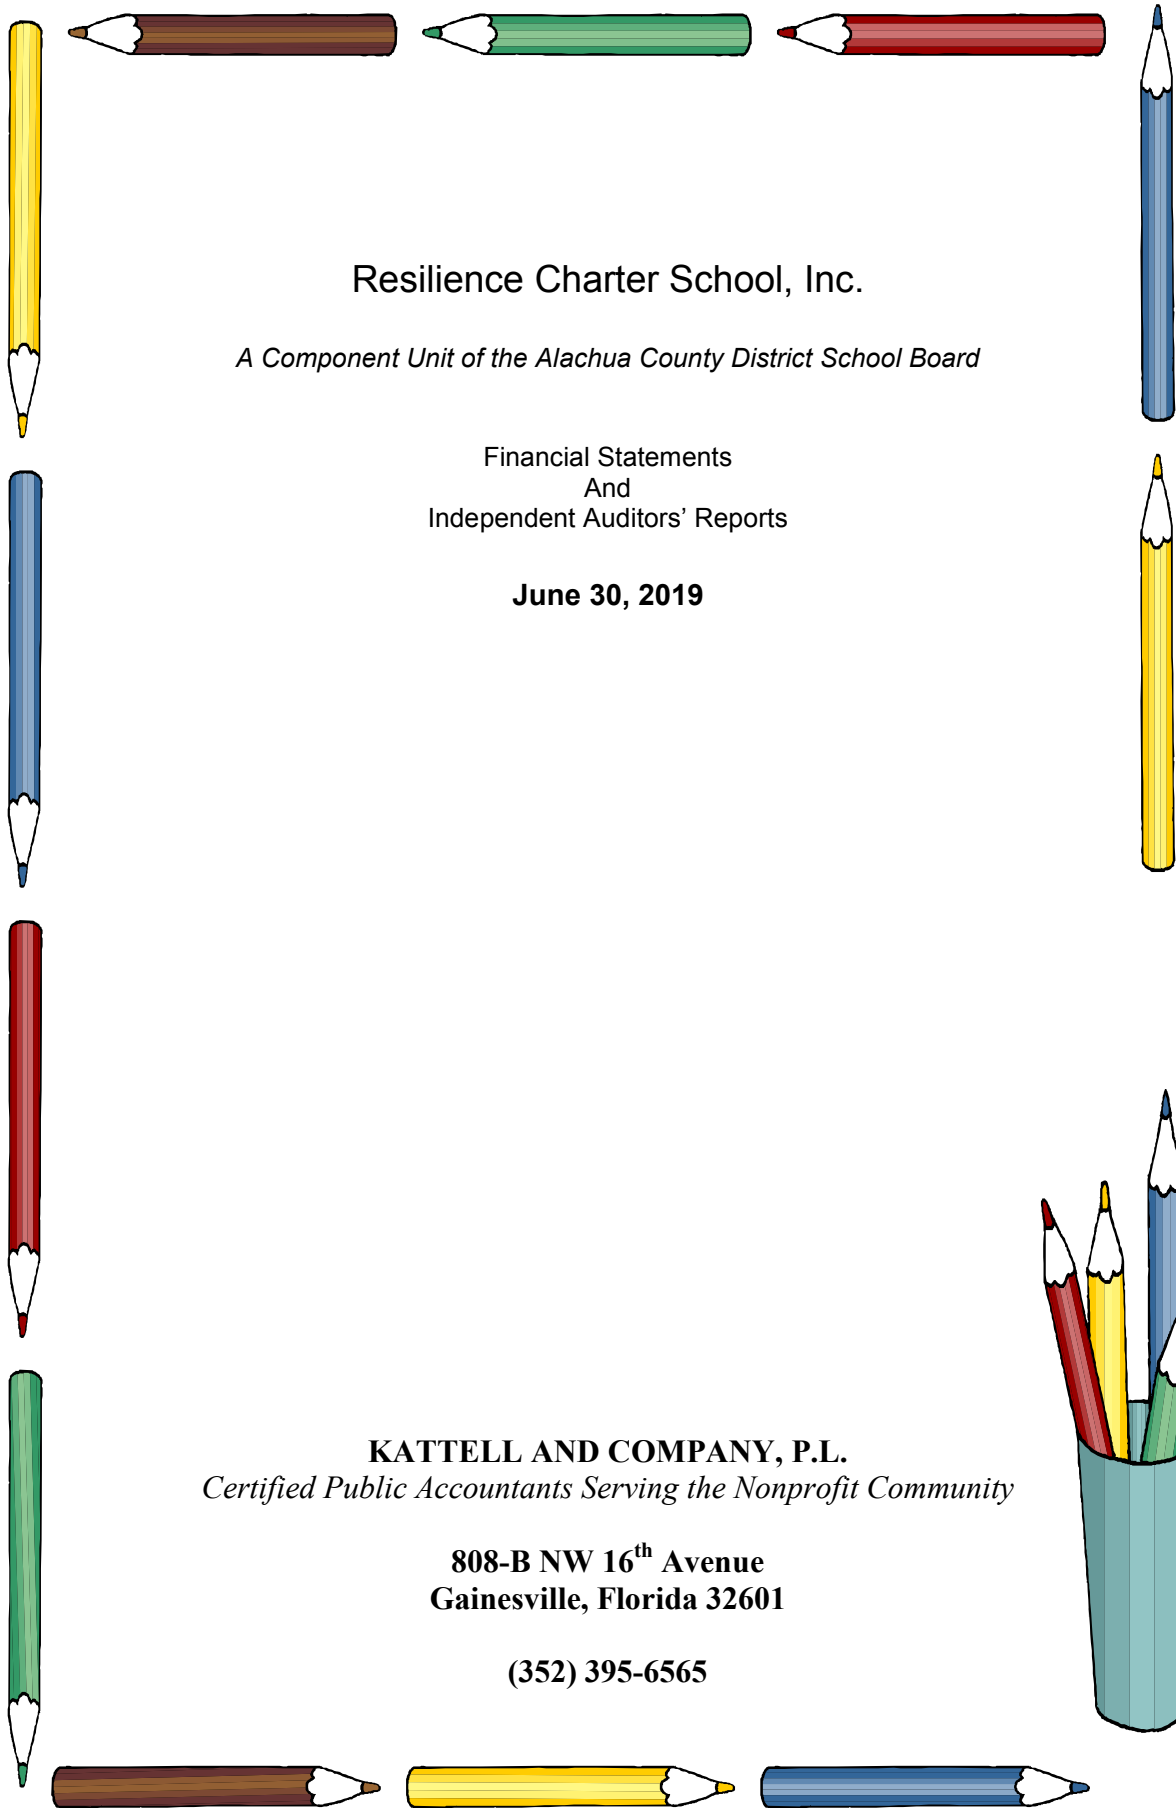 Resilience Charter School, Inc.
A Component Unit of the Alachua County District School Board
Financial Statements
And
Independent Auditors' Reports
June 30, 2019
KATTELL AND COMPANY, P.L.
Certified Public Accountants Serving the Nonprofit Community
808-B NW 16th Avenue
Gainesville, Florida 32601
(352) 395-6565